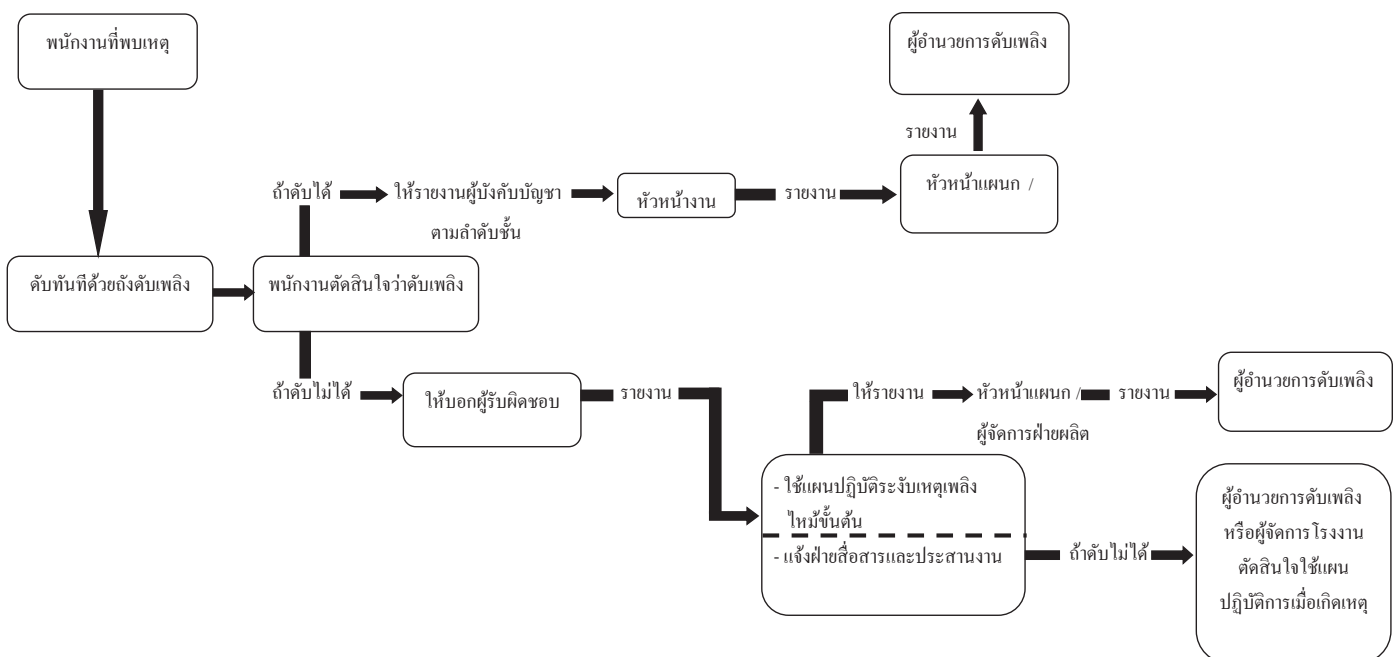 พนักงานที่พบเหตุ
ผู้อำนวยการดับเพลิง
รายงาน
ถ้าดับได้
ให้รายงานผู้บังคับบัญชา
ตามลำดับชั้น
หัวหน้างาน
รายงาน
หัวหน้าแผนก /
ดับทันทีด้วยถังดับเพลิง
พนักงานตัดสินใจว่าดับเพลิง
ถ้าดับไม่ได้
ให้บอกผู้รับผิดชอบ
รายงาน
ให้รายงาน
หัวหน้าแผนก /
ผู้จัดการฝ่ายผลิต
รายงาน
ผู้อำนวยการดับเพลิง
- ใช้แผนปฏิบัติระงับเหตุเพลิง
ไหม้ขั้นต้น
- แจ้งฝ่ายสื่อสารและประสานงาน
ถ้าดับไม่ได้
ผู้อำนวยการดับเพลิง
หรือผู้จัดการโรงงาน
ตัดสินใจใช้แผน
ปฏิบัติการเมื่อเกิดเหตุ